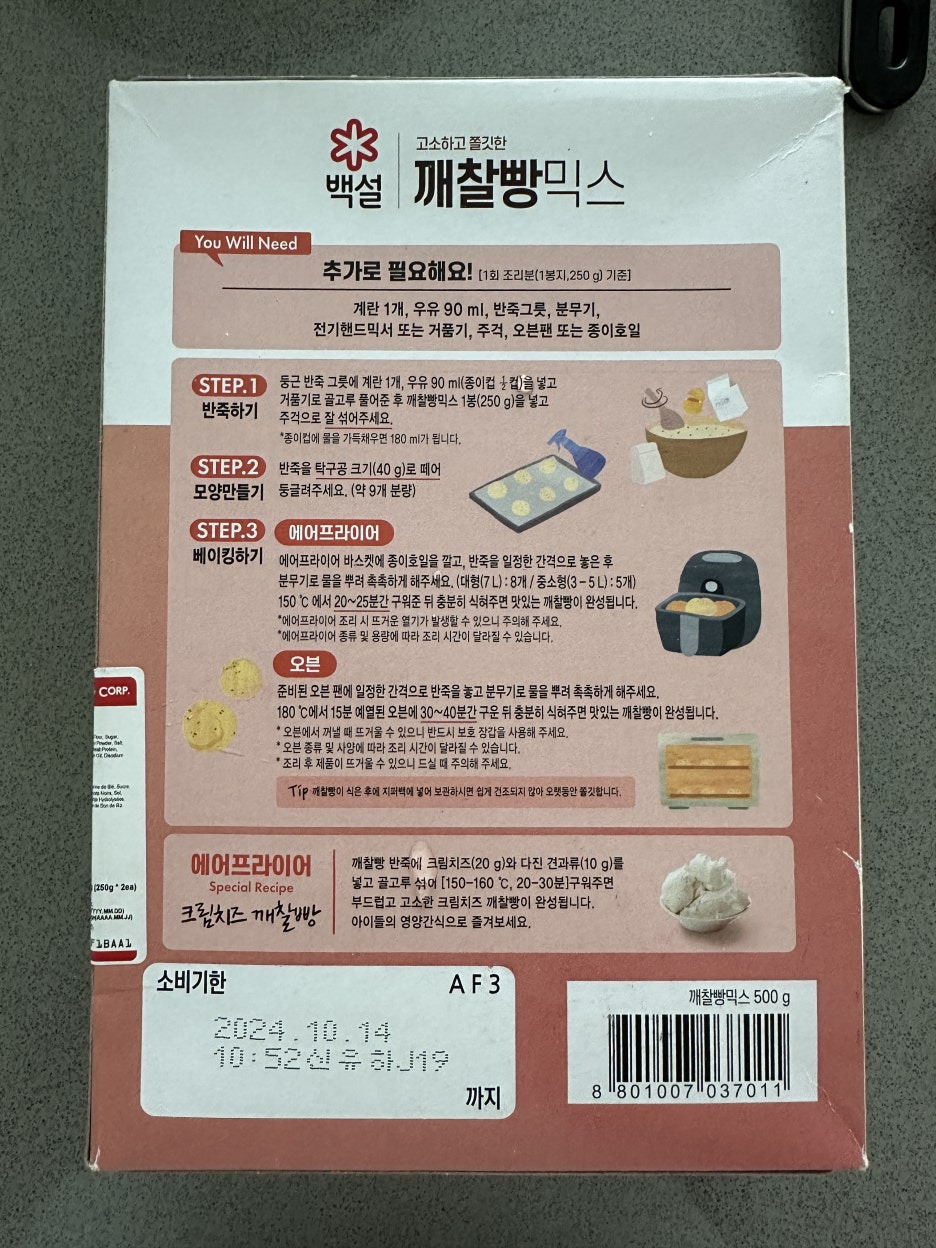 백설
고소하고 쫄깃한
깨찰빵믹스
You Will Need
추가로 필요해요! [1회 조리분(1봉지,250 g) 기준]
계란 1개, 우유 90 ml, 반죽그릇, 분무기,
전기핸드믹서 또는 거품기, 주걱, 오븐팬 또는 종이호일
STEP.1
반죽하기
둥근 반죽 그릇에 계란 1개, 우유 90 ml(종이컵 ½컵)을 넣고
거품기로 골고루 풀어준 후 깨찰빵믹스 1봉(250 g)을 넣고
주걱으로 잘 섞어주세요.
*종이컵에 물을 가득채우면 180 ml가 됩니다.
STEP.2
모양만들기
반죽을 탁구공 크기(40 g)로 떼어
둥글려주세요. (약 9개 분량)
STEP.3
베이킹하기
에어프라이어
에어프라이어 바스켓에 종이호일을 깔고, 반죽을 일정한 간격으로 놓은 후
분무기로 물을 뿌려 촉촉하게 해주세요. (대형(7 L) : 8개 / 중소형(3 – 5 L) : 5개)
150 ℃ 에서 20~25분간 구워준 뒤 충분히 식혀주면 맛있는 깨찰빵이 완성됩니다.
*에어프라이어 조리 시 뜨거운 열기가 발생할 수 있으니 주의해 주세요.
*에어프라이어 종류 및 용량에 따라 조리 시간이 달라질 수 있습니다.
오븐
준비된 오븐 팬에 일정한 간격으로 반죽을 놓고 분무기로 물을 뿌려 촉촉하게 해주세요.
180 ℃에서 15분 예열된 오븐에 30~40분간 구운 뒤 충분히 식혀주면 맛있는 깨찰빵이 완성됩니다.
* 오븐에서 꺼낼 때 뜨거울 수 있으니 반드시 보호 장갑을 사용해 주세요.
* 오븐 종류 및 사양에 따라 조리 시간이 달라질 수 있습니다.
* 조리 후 제품이 뜨거울 수 있으니 드실 때 주의해 주세요.
Tip 깨찰빵이 식은 후에 지퍼백에 넣어 보관하시면 쉽게 건조되지 않아 오랫동안 쫄깃합니다.
에어프라이어
Special Recipe
크림치즈 깨찰빵
깨찰빵 반죽에 크림치즈(20 g)와 다진 견과류(10 g)를
넣고 골고루 섞어 [150–160 ℃, 20–30분]구워주면
부드럽고 고소한 크림치즈 깨찰빵이 완성됩니다.
아이들의 영양간식으로 즐겨보세요.
CORP.
Sugar,
Powder, Salt,
Protein,
Disodium
de Blé, Sucre,
Noirs, Sel,
Hydrolysées,
Son de Riz
(250g * 2ea)
F1BAA1
소비기한
AF3
2024.10.14
10:52신유하J19
까지
깨찰빵믹스 500 g
8 801007 037011